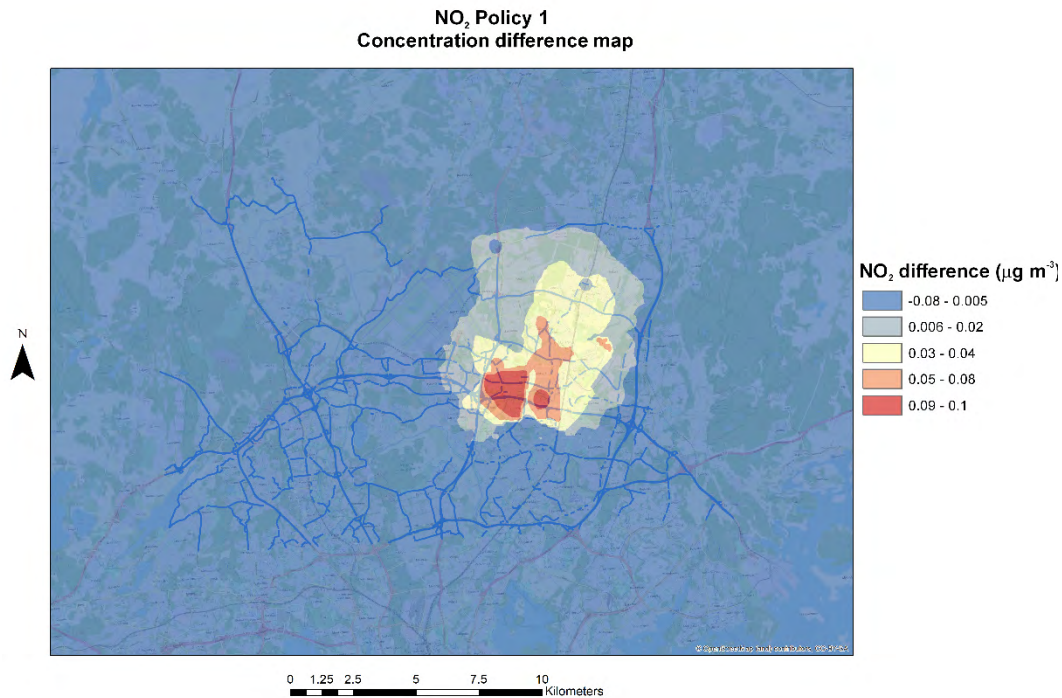 NO₂ Policy 1
Concentration difference map
N
NO₂ difference (µg m⁻³)
-0.08 - 0.005
0.006 - 0.02
0.03 - 0.04
0.05 - 0.08
0.09 - 0.1
0 1.25 2.5 5 7.5 10
Kilometers